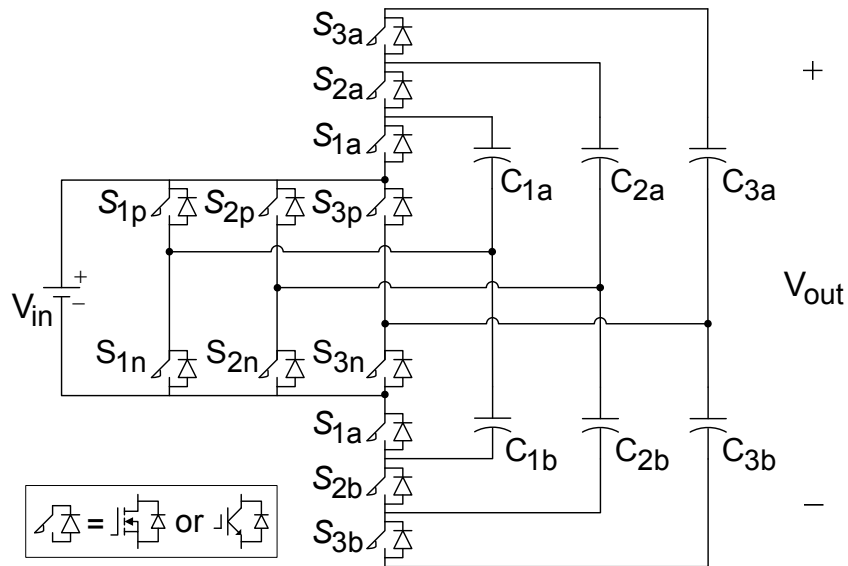 S3a
S2a
S1a
+
C1a
C2a
C3a
S1p
S2p
S3p
+
−
Vin
Vout
S1n
S2n
S3n
S1a
C1b
C2b
C3b
S2b
S3b
−
= or